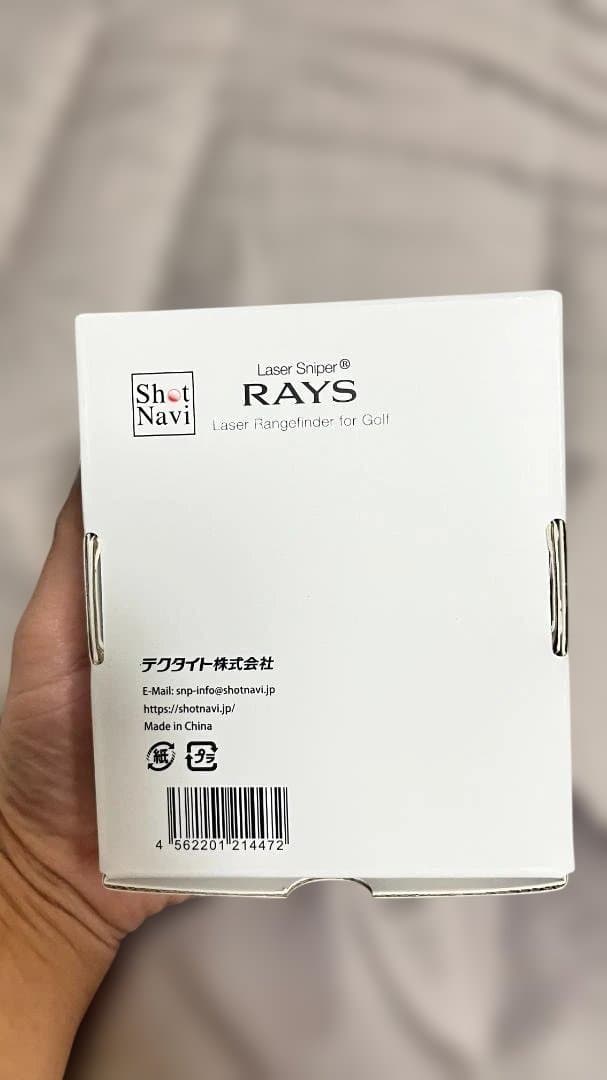 Shot
Navi
Laser Sniper®
RAYS
Laser Rangefinder for Golf
テクタイト株式会社
E-Mail: snp-info@shotnavi.jp
https://shotnavi.jp/
Made in China
紙 プラ
4 562201 214472